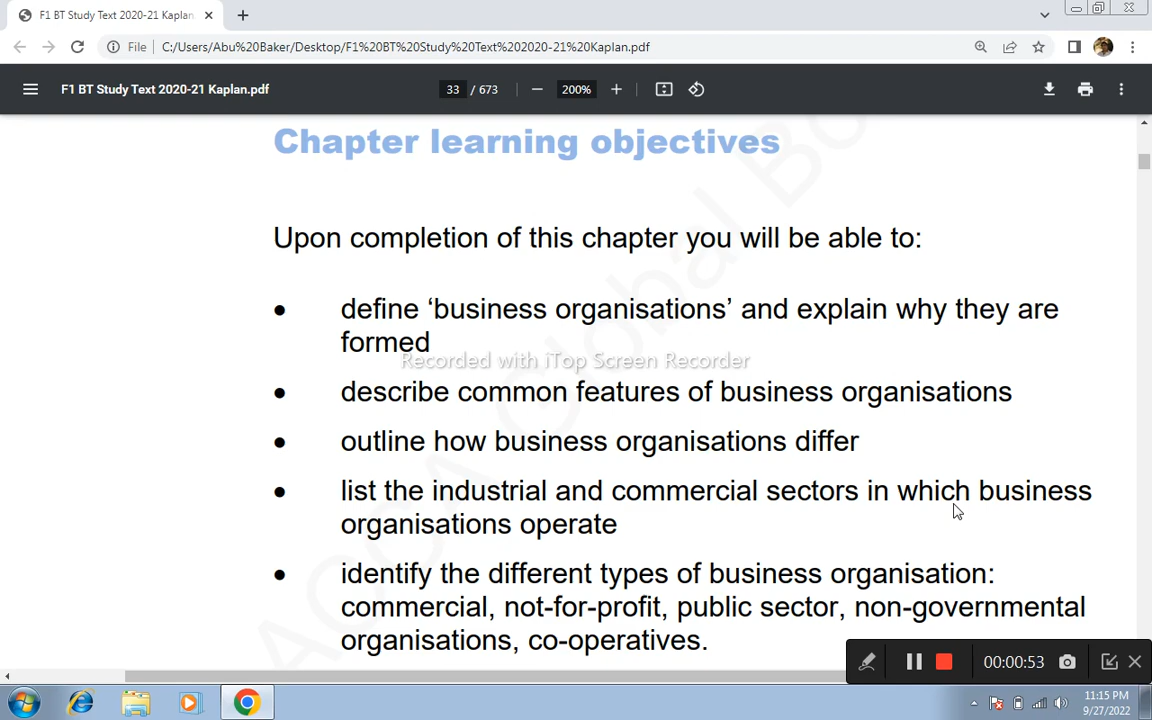 F1 BT Study Text 2020-21 Kaplan
File C:/Users/Abu%20Baker/Desktop/F1%20BT%20Study%20Text%202020-21%20Kaplan.pdf
F1 BT Study Text 2020-21 Kaplan.pdf 33 / 673 200%
Chapter learning objectives
Upon completion of this chapter you will be able to:
• define ‘business organisations’ and explain why they are
formed
Recorded with iTop Screen Recorder
• describe common features of business organisations
• outline how business organisations differ
• list the industrial and commercial sectors in which business
organisations operate
• identify the different types of business organisation:
commercial, not-for-profit, public sector, non-governmental
organisations, co-operatives.
ACCA Global Bo
00:00:53
11:15 PM
9/27/2022